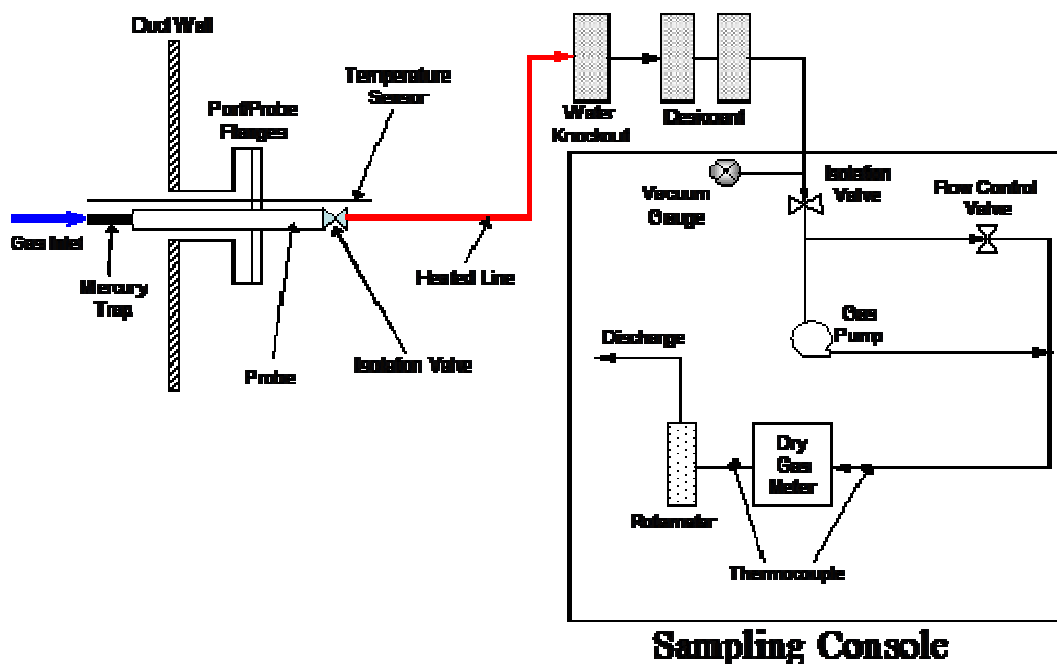 Duct Wall
Temperature
Sensor
Port/Probe
Flanges
Water
Knockout
Desiccant
Vacuum
Gauge
Isolation
Valve
Flow Control
Valve
Gas Inlet
Mercury
Trap
Heated Line
Probe
Isolation Valve
Gas
Pump
Discharge
Dry
Gas
Meter
Rotameter
Thermocouple
Sampling Console